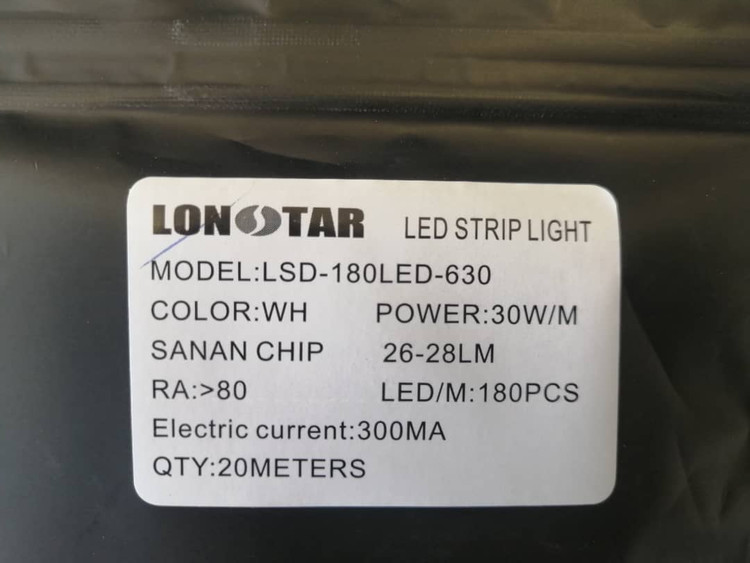 LONSTAR LED STRIP LIGHT
MODEL:LSD-180LED-630
COLOR:WH POWER:30W/M
SANAN CHIP 26-28LM
RA:>80 LED/M:180PCS
Electric current:300MA
QTY:20METERS